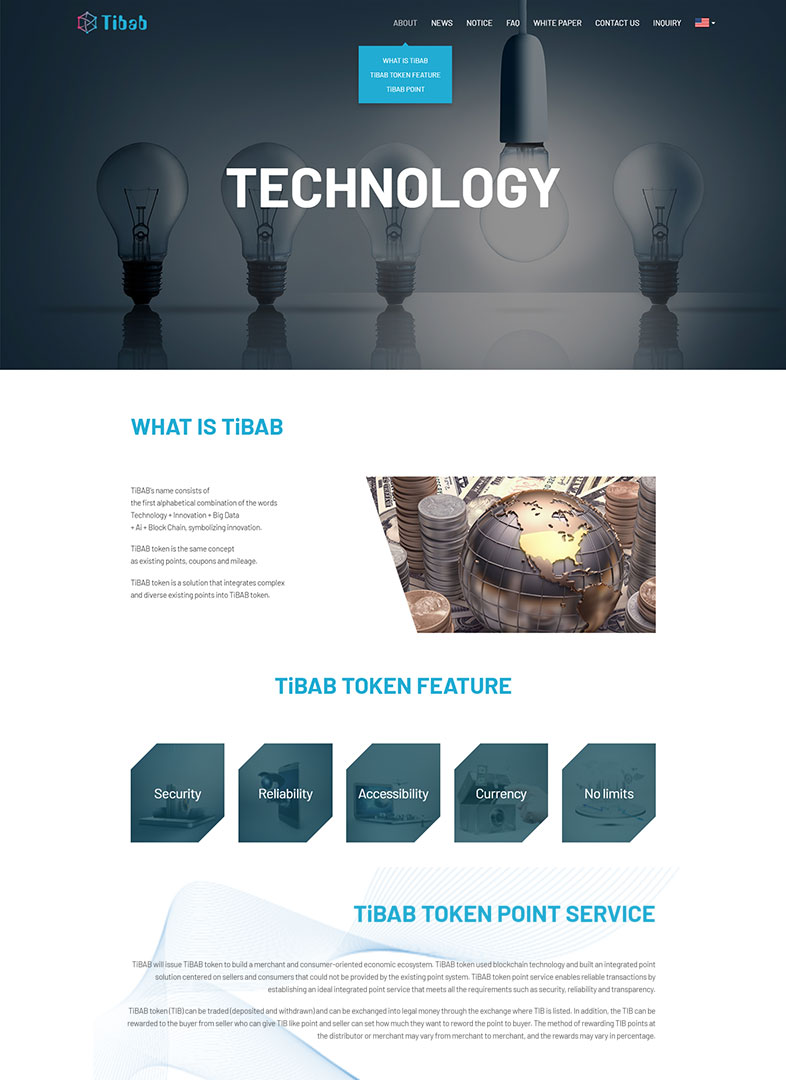 Tibab
ABOUT NEWS NOTICE FAQ WHITE PAPER CONTACT US INQUIRY
WHAT IS TiBAB
TiBAB TOKEN FEATURE
TiBAB POINT
TECHNOLOGY
WHAT IS TiBAB
TiBAB's name consists of
the first alphabetical combination of the words
Technology + Innovation + Big Data
+ Ai + Block Chain, symbolizing innovation.
TiBAB token is the same concept
as existing points, coupons and mileage.
TiBAB token is a solution that integrates complex
and diverse existing points into TiBAB token.
TiBAB TOKEN FEATURE
Security
Reliability
Accessibility
Currency
No limits
TiBAB TOKEN POINT SERVICE
TiBAB will issue TiBAB token to build a merchant and consumer-oriented economic ecosystem. TiBAB token used blockchain technology and built an integrated point
solution centered on sellers and consumers that could not be provided by the existing point system. TiBAB token point service enables reliable transactions by
establishing an ideal integrated point service that meets all the requirements such as security, reliability and transparency.
TiBAB token (TIB) can be traded (deposited and withdrawn) and can be exchanged into legal money through the exchange where TIB is listed. In addition, the TIB can be
rewarded to the buyer from seller who can give TIB like point and seller can set how much they want to reword the point to buyer. The method of rewarding TIB points at
the distributor or merchant may vary from merchant to merchant, and the rewards may vary in percentage.